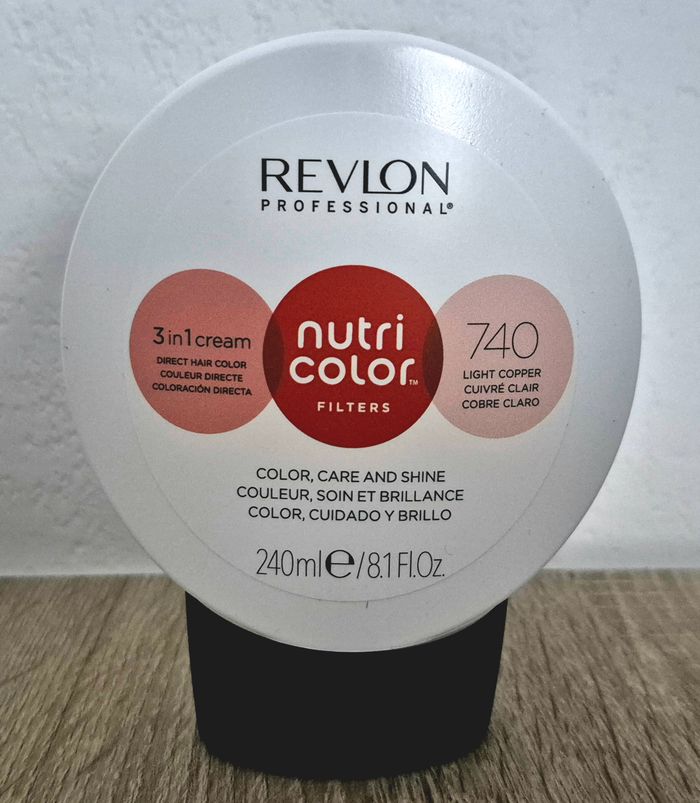 REVLON
PROFESSIONAL®
3 in 1 cream
DIRECT HAIR COLOR
COULEUR DIRECTE
COLORACIÓN DIRECTA
nutri
color™
FILTERS
740
LIGHT COPPER
CUIVRÉ CLAIR
COBRE CLARO
COLOR, CARE AND SHINE
COULEUR, SOIN ET BRILLANCE
COLOR, CUIDADO Y BRILLO
240ml℮/8.1 Fl.Oz.